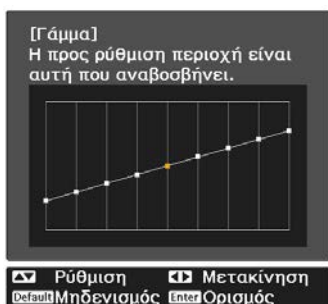 [Γάμμα]
Η προς ρύθμιση περιοχή είναι
αυτή που αναβοσβήνει.
Ρύθμιση Μετακίνηση
Default Μηδενισμός Enter Ορισμός